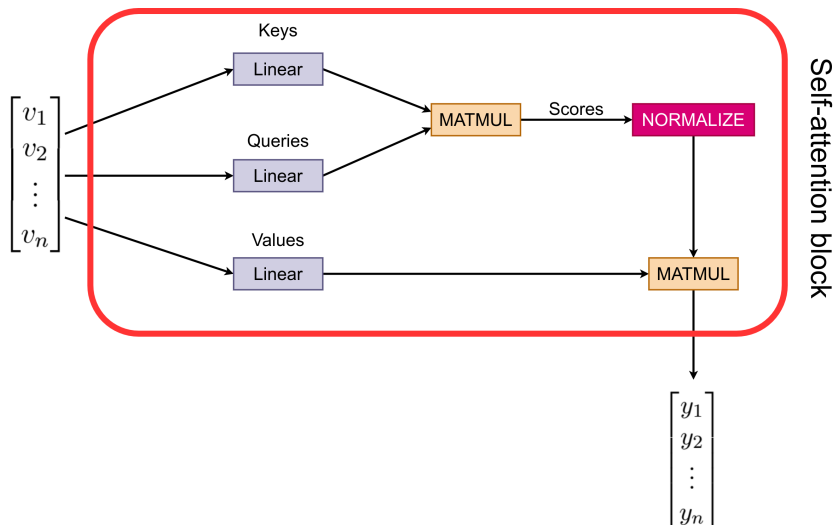 Keys
Linear
Queries
Linear
Values
Linear
MATMUL
Scores
NORMALIZE
MATMUL
Self-attention block
v₁
v₂
⋮
vₙ
y₁
y₂
⋮
yₙ